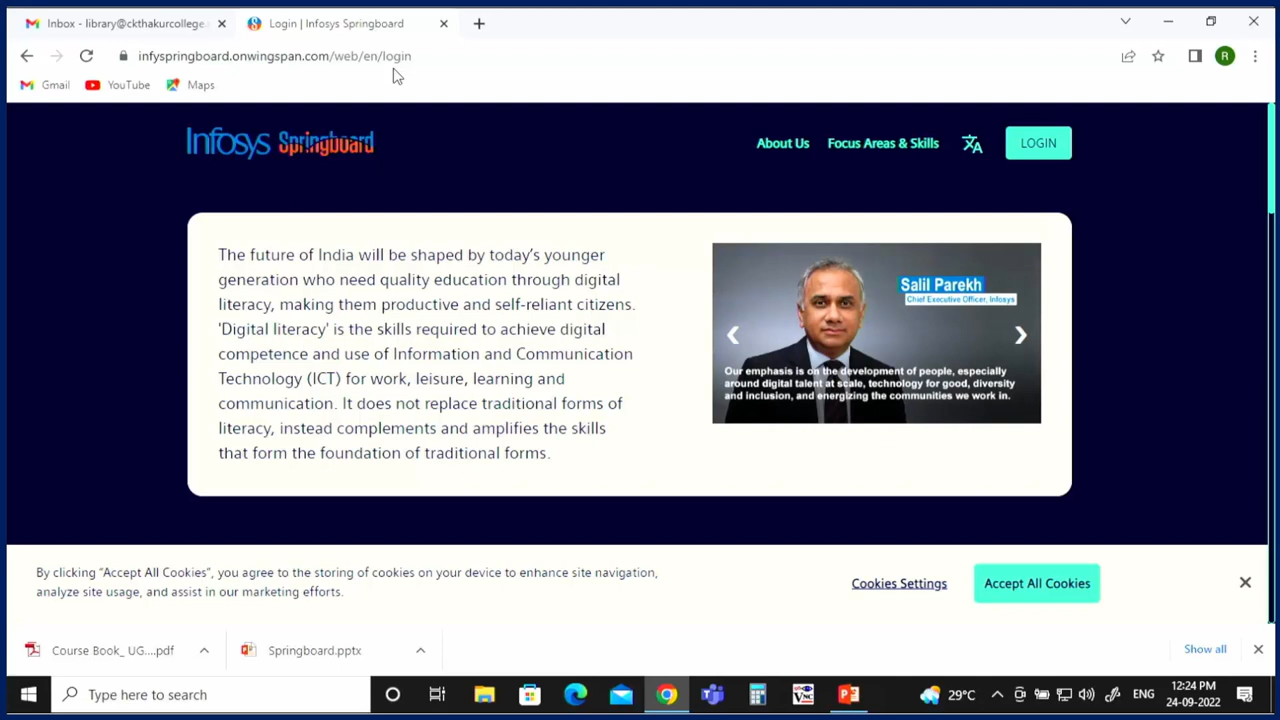 Inbox - library@ckthakurcollege.
Login | Infosys Springboard
infyspringboard.onwingspan.com/web/en/login
R
Gmail
YouTube
Maps
Infosys Springboard
About Us
Focus Areas & Skills
LOGIN
The future of India will be shaped by today's younger
generation who need quality education through digital
literacy, making them productive and self-reliant citizens.
'Digital literacy' is the skills required to achieve digital
competence and use of Information and Communication
Technology (ICT) for work, leisure, learning and
communication. It does not replace traditional forms of
literacy, instead complements and amplifies the skills
that form the foundation of traditional forms.
Salil Parekh
Chief Executive Officer, Infosys
Our emphasis is on the development of people, especially
around digital talent at scale, technology for good, diversity
and inclusion, and energizing the communities we work in.
By clicking "Accept All Cookies", you agree to the storing of cookies on your device to enhance site navigation,
analyze site usage, and assist in our marketing efforts.
Cookies Settings
Accept All Cookies
Course Book_ UG....pdf
Springboard.pptx
Show all
Type here to search
29°C
ENG
12:24 PM
24-09-2022